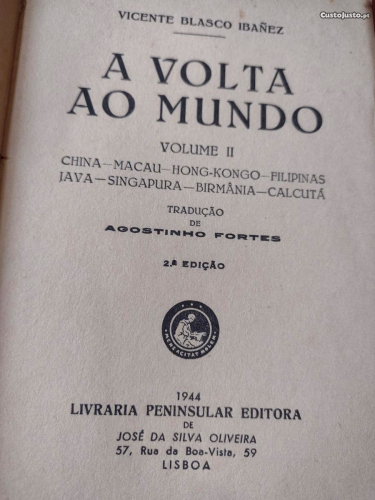 CustoJusto.pt
VICENTE BLASCO IBAÑEZ
A VOLTA
AO MUNDO
VOLUME II
CHINA—MACAU—HONG-KONGO—FILIPINAS
JAVA—SINGAPURA—BIRMÂNIA—CALCUTÁ
TRADUÇÃO
DE
AGOSTINHO FORTES
2.ª EDIÇÃO
1944
LIVRARIA PENINSULAR EDITORA
DE
JOSÉ DA SILVA OLIVEIRA
57, Rua da Boa-Vista, 59
LISBOA